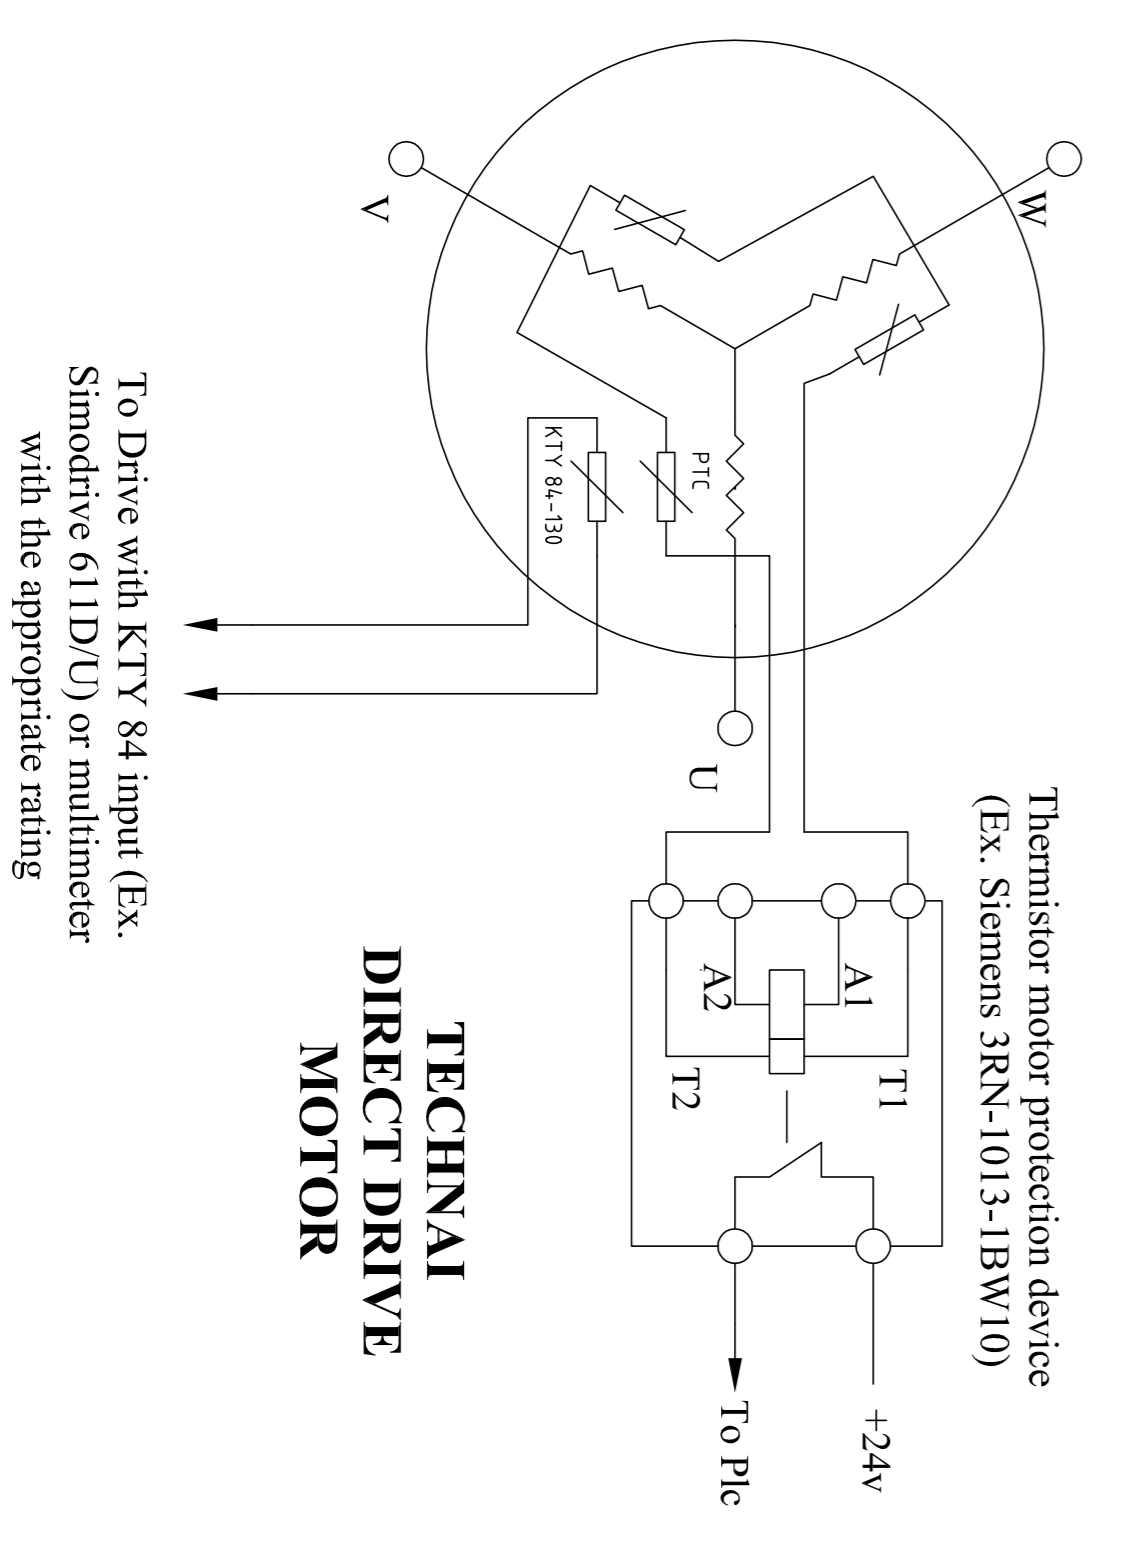 Thermistor motor protection device
(Ex. Siemens 3RN-1013-1BW10)
W
V
U
PTC
KTY 84-130
T1
A1
A2
T2
+24v
To Plc
To Drive with KTY 84 input (Ex.
Simodrive 611D/U) or multimeter
with the appropriate rating
TECHNAI
DIRECT DRIVE
MOTOR